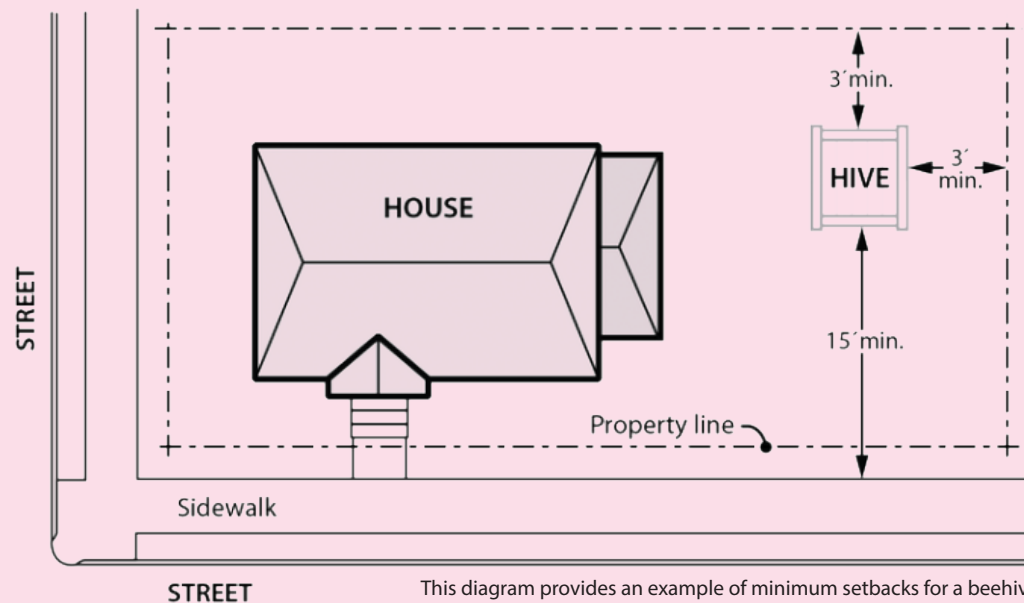 3´min.
HIVE
3´
min.
HOUSE
STREET
15´min.
Property line
Sidewalk
STREET
This diagram provides an example of minimum setbacks for a